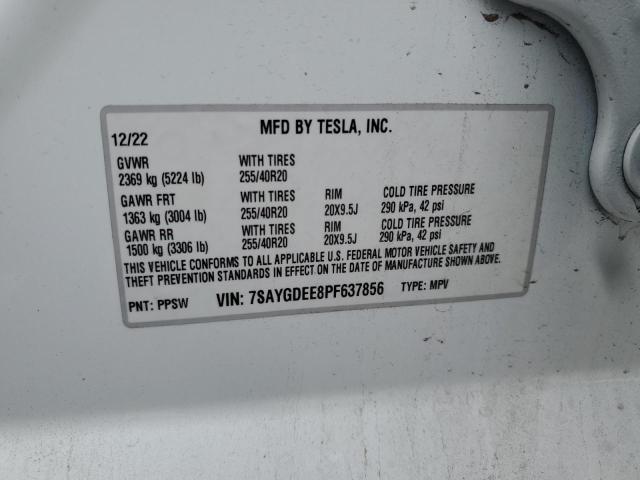 MFD BY TESLA, INC.
12/22
GVWR WITH TIRES
2369 kg (5224 lb) 255/40R20
GAWR FRT WITH TIRES RIM COLD TIRE PRESSURE
1363 kg (3004 lb) 255/40R20 20X9.5J 290 kPa, 42 psi
GAWR RR WITH TIRES RIM COLD TIRE PRESSURE
1500 kg (3306 lb) 255/40R20 20X9.5J 290 kPa, 42 psi
THIS VEHICLE CONFORMS TO ALL APPLICABLE U.S. FEDERAL MOTOR VEHICLE SAFETY AND
THEFT PREVENTION STANDARDS IN EFFECT ON THE DATE OF MANUFACTURE SHOWN ABOVE.
PNT: PPSW VIN: 7SAYGDEE8PF637856 TYPE: MPV